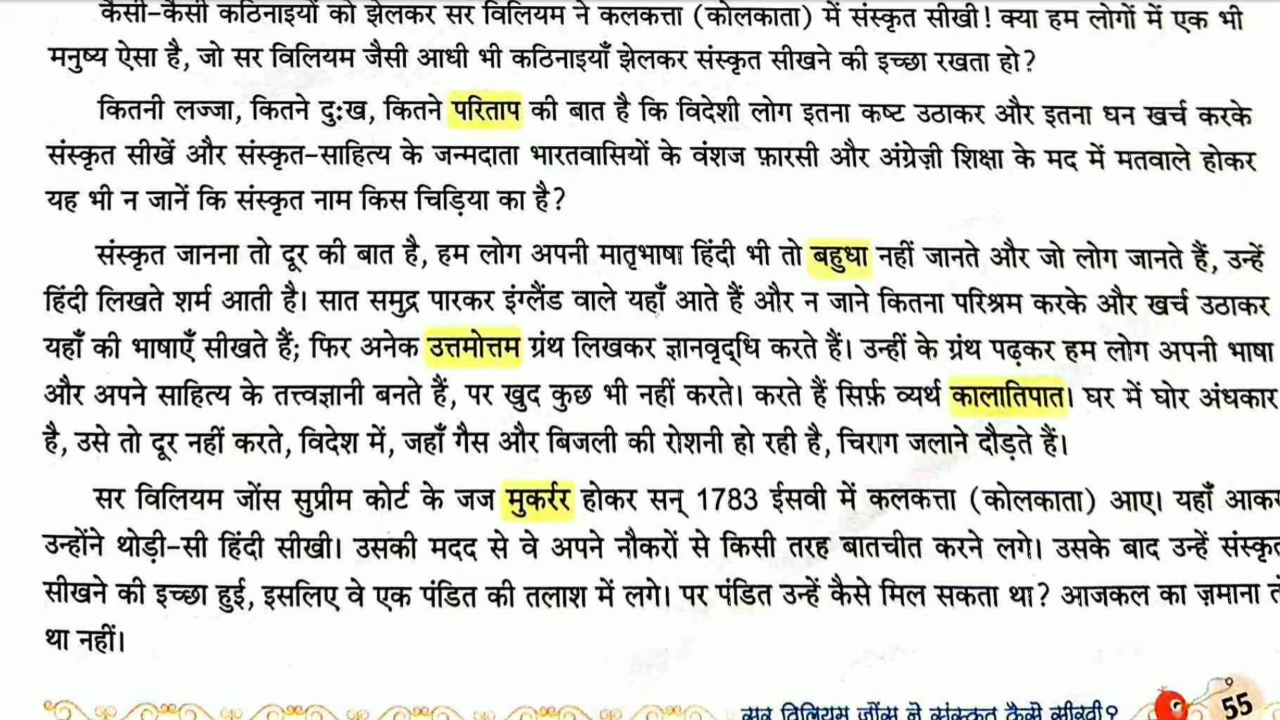 कैसी-कैसी कठिनाइयों को झेलकर सर विलियम ने कलकत्ता (कोलकाता) में संस्कृत सीखी! क्या हम लोगों में एक भी
मनुष्य ऐसा है, जो सर विलियम जैसी आधी भी कठिनाइयाँ झेलकर संस्कृत सीखने की इच्छा रखता हो?
कितनी लज्जा, कितने दुःख, कितने परिताप की बात है कि विदेशी लोग इतना कष्ट उठाकर और इतना धन खर्च करके
संस्कृत सीखें और संस्कृत-साहित्य के जन्मदाता भारतवासियों के वंशज फ़ारसी और अंग्रेज़ी शिक्षा के मद में मतवाले होकर
यह भी न जानें कि संस्कृत नाम किस चिड़िया का है?
संस्कृत जानना तो दूर की बात है, हम लोग अपनी मातृभाषा हिंदी भी तो बहुधा नहीं जानते और जो लोग जानते हैं, उन्हें
हिंदी लिखते शर्म आती है। सात समुद्र पारकर इंग्लैंड वाले यहाँ आते हैं और न जाने कितना परिश्रम करके और खर्च उठाकर
यहाँ की भाषाएँ सीखते हैं; फिर अनेक उत्तमोत्तम ग्रंथ लिखकर ज्ञानवृद्धि करते हैं। उन्हीं के ग्रंथ पढ़कर हम लोग अपनी भाषा
और अपने साहित्य के तत्त्वज्ञानी बनते हैं, पर खुद कुछ भी नहीं करते। करते हैं सिर्फ़ व्यर्थ कालातिपात। घर में घोर अंधकार
है, उसे तो दूर नहीं करते, विदेश में, जहाँ गैस और बिजली की रोशनी हो रही है, चिराग जलाने दौड़ते हैं।
सर विलियम जोंस सुप्रीम कोर्ट के जज मुकर्रर होकर सन् 1783 ईसवी में कलकत्ता (कोलकाता) आए। यहाँ आकर
उन्होंने थोड़ी-सी हिंदी सीखी। उसकी मदद से वे अपने नौकरों से किसी तरह बातचीत करने लगे। उसके बाद उन्हें संस्कृत
सीखने की इच्छा हुई, इसलिए वे एक पंडित की तलाश में लगे। पर पंडित उन्हें कैसे मिल सकता था? आजकल का ज़माना तो
था नहीं।
सर विलियम जोंस ने संस्कृत कैसे सीखी? 55